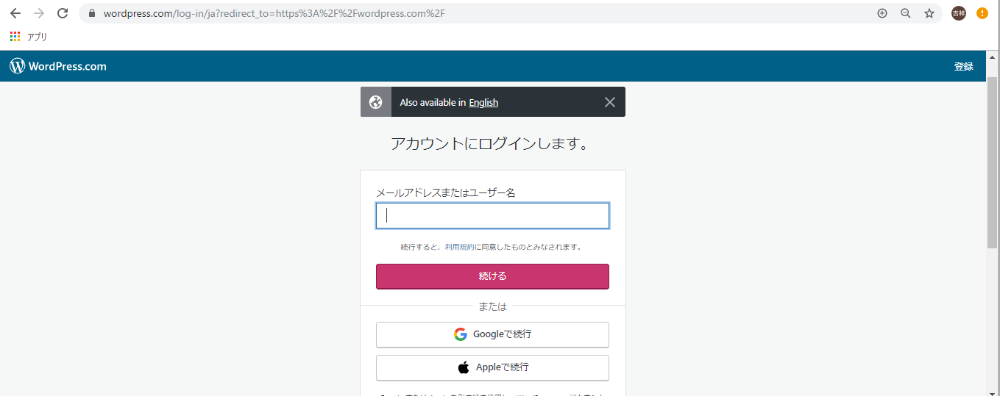 wordpress.com/log-in/ja?redirect_to=https%3A%2F%2Fwordpress.com%2F
吉祥
アプリ
WordPress.com
登録
Also available in English
アカウントにログインします。
メールアドレスまたはユーザー名
続行すると、利用規約に同意したものとみなされます。
続ける
または
Googleで続行
Appleで続行